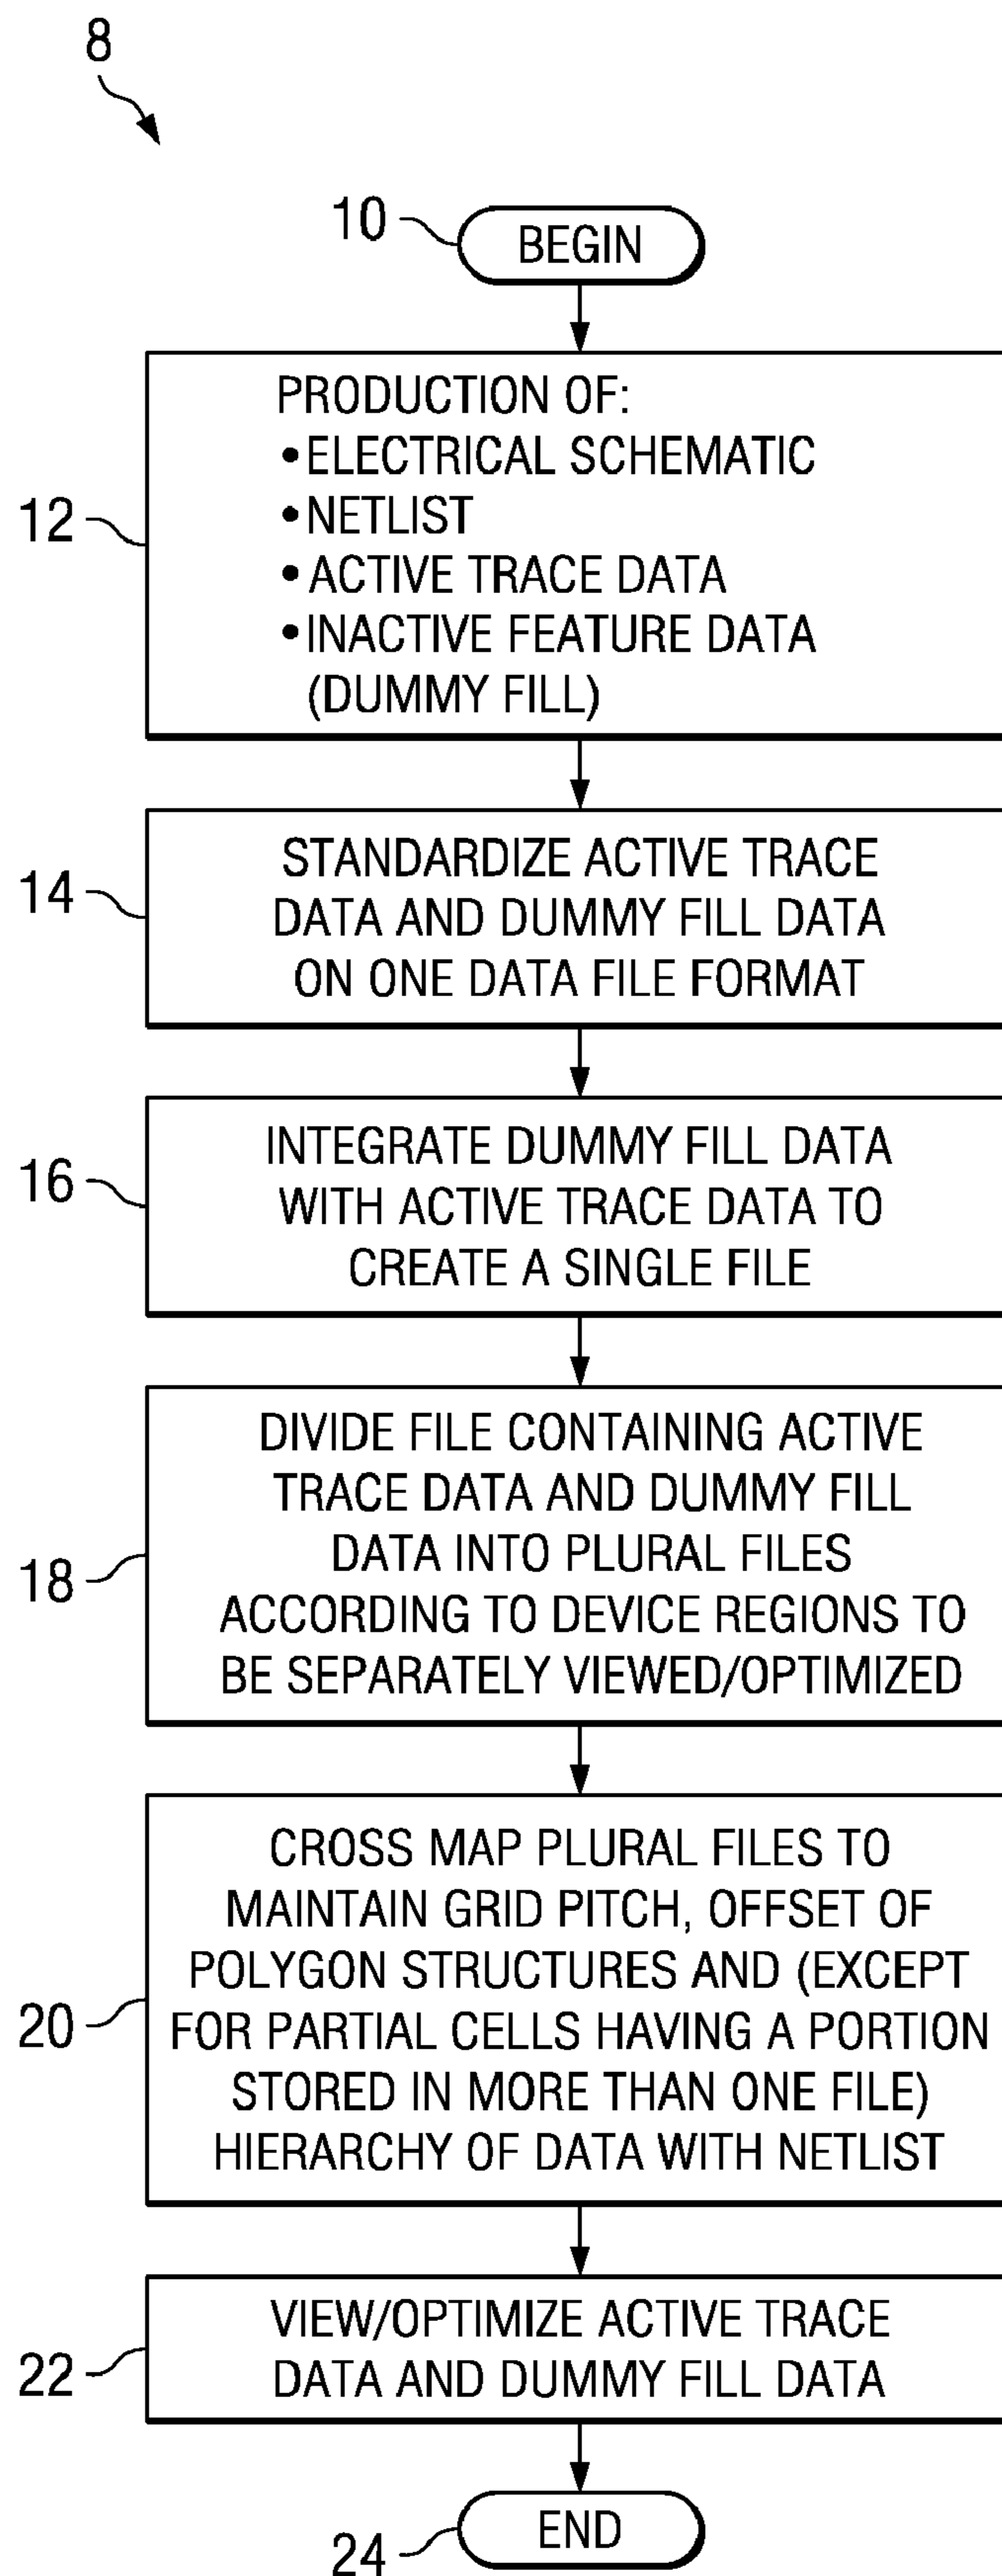 8
10
BEGIN
12
PRODUCTION OF:
•ELECTRICAL SCHEMATIC
•NETLIST
•ACTIVE TRACE DATA
•INACTIVE FEATURE DATA
(DUMMY FILL)
14
STANDARDIZE ACTIVE TRACE
DATA AND DUMMY FILL DATA
ON ONE DATA FILE FORMAT
16
INTEGRATE DUMMY FILL DATA
WITH ACTIVE TRACE DATA TO
CREATE A SINGLE FILE
18
DIVIDE FILE CONTAINING ACTIVE
TRACE DATA AND DUMMY FILL
DATA INTO PLURAL FILES
ACCORDING TO DEVICE REGIONS TO
BE SEPARATELY VIEWED/OPTIMIZED
20
CROSS MAP PLURAL FILES TO
MAINTAIN GRID PITCH, OFFSET OF
POLYGON STRUCTURES AND (EXCEPT
FOR PARTIAL CELLS HAVING A PORTION
STORED IN MORE THAN ONE FILE)
HIERARCHY OF DATA WITH NETLIST
22
VIEW/OPTIMIZE ACTIVE TRACE
DATA AND DUMMY FILL DATA
24
END